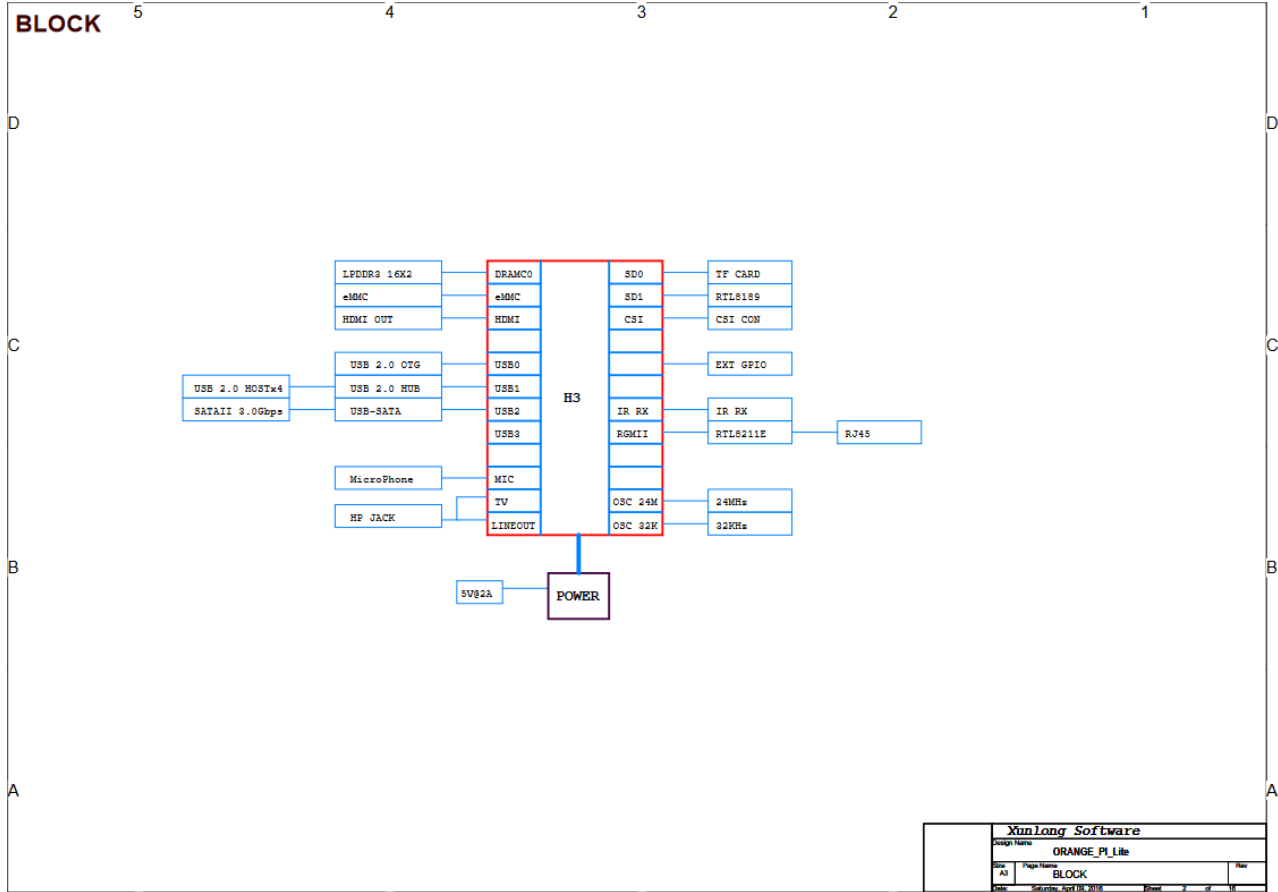 BLOCK
5 4 3 2 1
D D
C C
B B
A A
LPDDR3 16X2 DRAMC0 SD0 TF CARD
eMMC eMMC SD1 RTL8189
HDMI OUT HDMI CSI CSI CON
USB 2.0 OTG USB0 EXT GPIO
USB 2.0 HOSTx4 USB 2.0 HUB USB1
H3
SATAII 3.0Gbps USB-SATA USB2 IR RX IR RX
USB3 RGMII RTL8211E RJ45
MicroPhone MIC
TV OSC 24M 24MHz
HP JACK LINEOUT OSC 32K 32KHz
5V@2A POWER
Xunlong Software
Design Name
ORANGE_PI_Lite
Size Page Name Rev
A3 BLOCK
Date: Saturday, April 09, 2016 Sheet 2 of